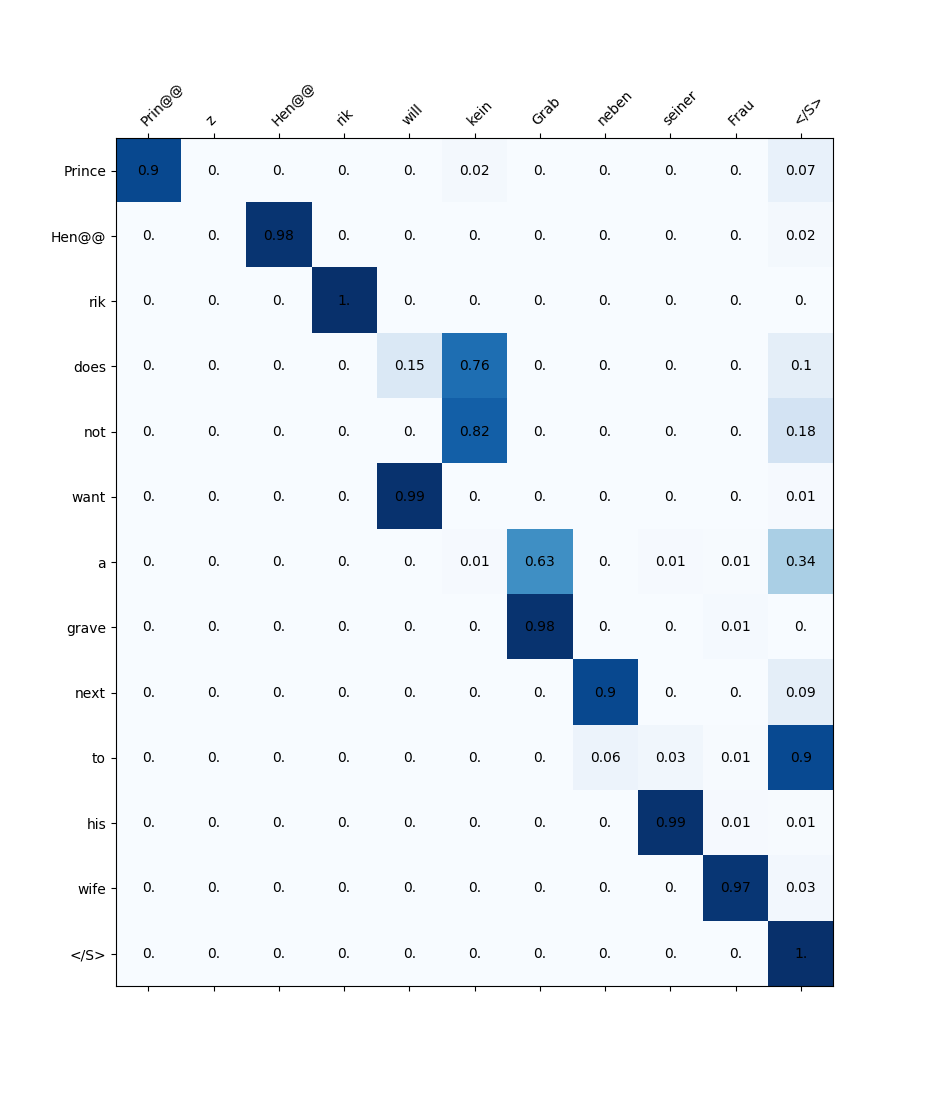 Prin@@ z Hen@@ rik will kein Grab neben seiner Frau </S>
Prince 0.9 0. 0. 0. 0. 0.02 0. 0. 0. 0. 0.07
Hen@@ 0. 0. 0.98 0. 0. 0. 0. 0. 0. 0. 0.02
rik 0. 0. 0. 1. 0. 0. 0. 0. 0. 0. 0.
does 0. 0. 0. 0. 0.15 0.76 0. 0. 0. 0. 0.1
not 0. 0. 0. 0. 0. 0.82 0. 0. 0. 0. 0.18
want 0. 0. 0. 0. 0.99 0. 0. 0. 0. 0. 0.01
a 0. 0. 0. 0. 0. 0.01 0.63 0. 0.01 0.01 0.34
grave 0. 0. 0. 0. 0. 0. 0.98 0. 0. 0.01 0.
next 0. 0. 0. 0. 0. 0. 0. 0.9 0. 0. 0.09
to 0. 0. 0. 0. 0. 0. 0. 0.06 0.03 0.01 0.9
his 0. 0. 0. 0. 0. 0. 0. 0. 0.99 0.01 0.01
wife 0. 0. 0. 0. 0. 0. 0. 0. 0. 0.97 0.03
</S> 0. 0. 0. 0. 0. 0. 0. 0. 0. 0. 1.